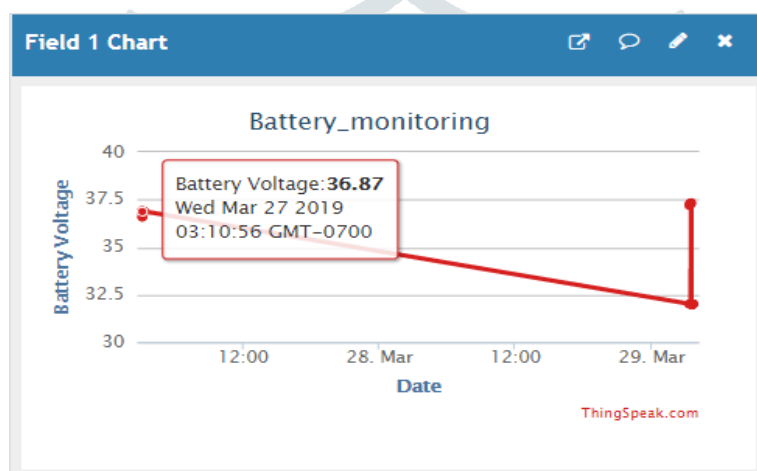 Field 1 Chart
Battery_monitoring
Battery Voltage
40
37.5
35
32.5
30
Battery Voltage:36.87
Wed Mar 27 2019
03:10:56 GMT-0700
12:00
28. Mar
12:00
29. Mar
Date
ThingSpeak.com